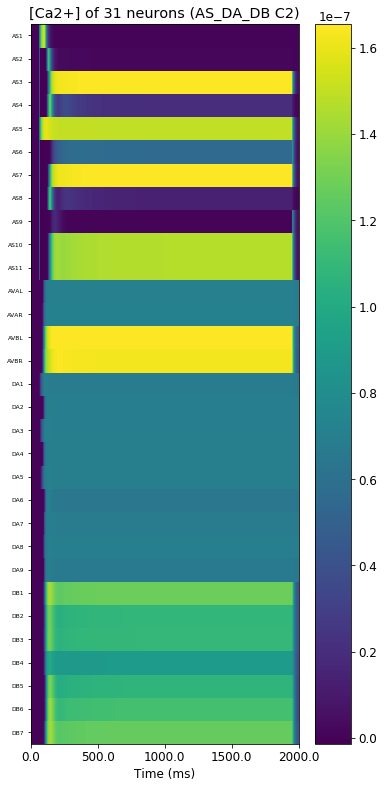 [Ca2+] of 31 neurons (AS_DA_DB C2)
1e−7
AS1
AS2
AS3
AS4
AS5
AS6
AS7
AS8
AS9
AS10
AS11
AVAL
AVAR
AVBL
AVBR
DA1
DA2
DA3
DA4
DA5
DA6
DA7
DA8
DA9
DB1
DB2
DB3
DB4
DB5
DB6
DB7
1.6
1.4
1.2
1.0
0.8
0.6
0.4
0.2
0.0
0.0 500.0 1000.0 1500.0 2000.0
Time (ms)